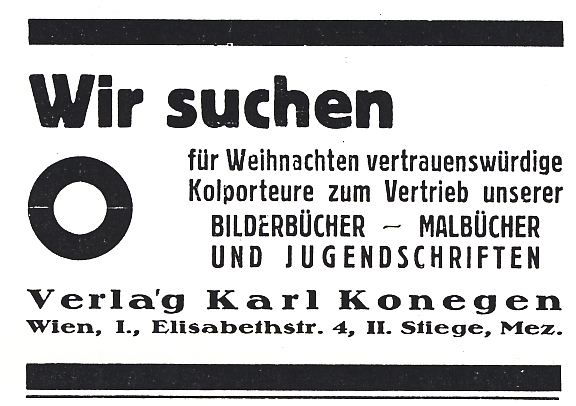 Wir suchen
für Weihnachten vertrauenswürdige
Kolporteure zum Vertrieb unserer
BILDERBÜCHER — MALBÜCHER
UND JUGENDSCHRIFTEN
Verlag Karl Konegen
Wien, I., Elisabethstr. 4, II. Stiege, Mez.